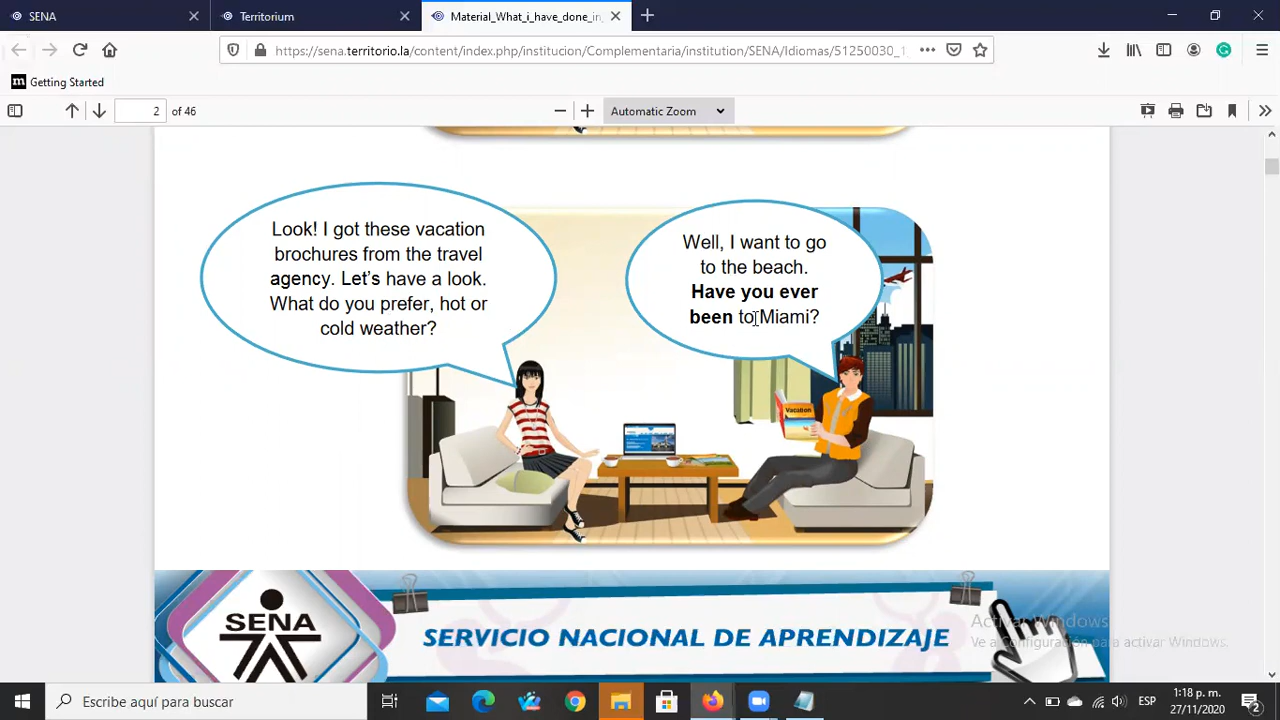 SENA
Territorium
Material_What_i_have_done_in_
https://sena.territorio.la/content/index.php/institucion/Complementaria/institution/SENA/Idiomas/51250030_1
Getting Started
2 of 46
Automatic Zoom
Look! I got these vacation
brochures from the travel
agency. Let's have a look.
What do you prefer, hot or
cold weather?
Well, I want to go
to the beach.
Have you ever
been to Miami?
Vacation
SENA
SERVICIO NACIONAL DE APRENDIZAJE
Activar Windows
Ve a Configuración para activar Windows.
Escribe aquí para buscar
ESP
1:18 p. m.
27/11/2020
2